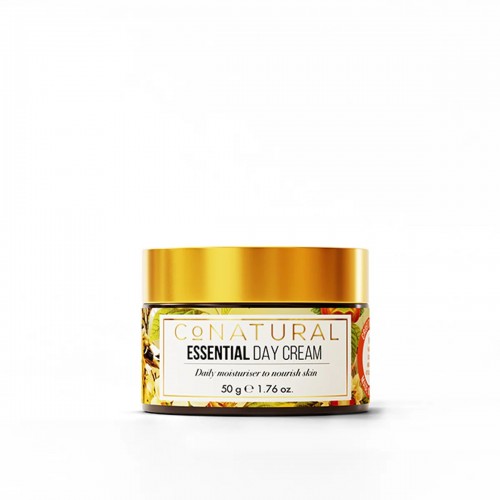 CoNATURAL
ESSENTIAL DAY CREAM
Daily moisturiser to nourish skin
50 g ℮ 1.76 oz.